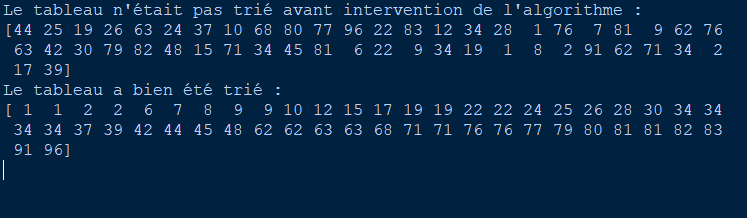 Le tableau n'était pas trié avant intervention de l'algorithme :
[44 25 19 26 63 24 37 10 68 80 77 96 22 83 12 34 28  1 76  7 81  9 62 76
 63 42 30 79 82 48 15 71 34 45 81  6 22  9 34 19  1  8  2 91 62 71 34  2
 17 39]
Le tableau a bien été trié :
[ 1  1  2  2  6  7  8  9  9 10 12 15 17 19 19 22 22 24 25 26 28 30 34 34
 34 34 37 39 42 44 45 48 62 62 63 63 68 71 71 76 76 77 79 80 81 81 82 83
 91 96]